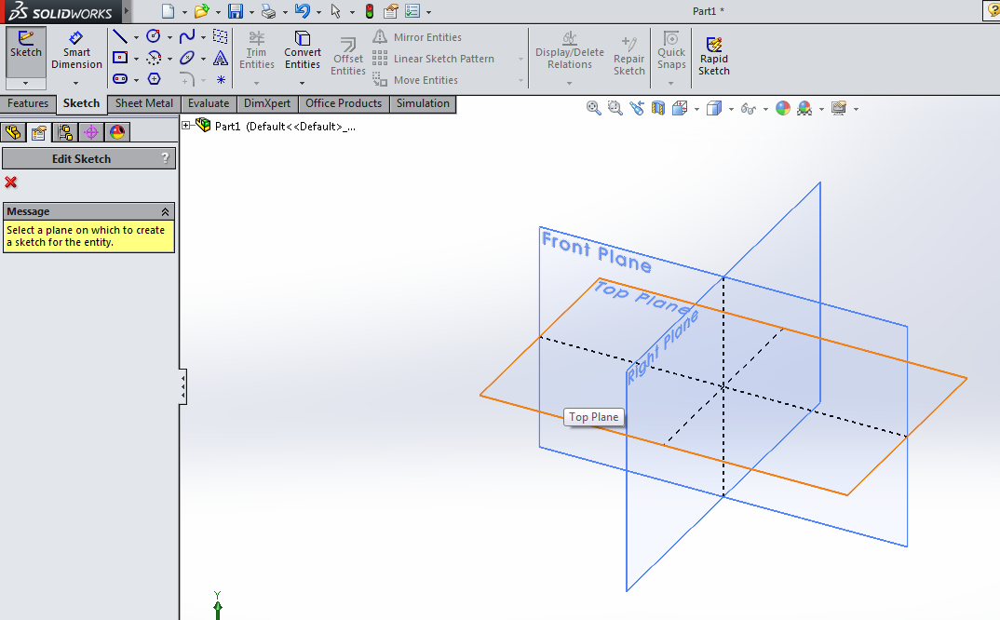 SOLIDWORKS
Part1 *
?
Sketch
Smart
Dimension
Trim
Entities
Convert
Entities
Offset
Entities
Mirror Entities
Linear Sketch Pattern
Move Entities
Display/Delete
Relations
Repair
Sketch
Quick
Snaps
Rapid
Sketch
Features
Sketch
Sheet Metal
Evaluate
DimXpert
Office Products
Simulation
Part1 (Default<<Default>_...
Edit Sketch
?
Message
Select a plane on which to create
a sketch for the entity.
Front Plane
Top Plane
Right Plane
Top Plane
Y